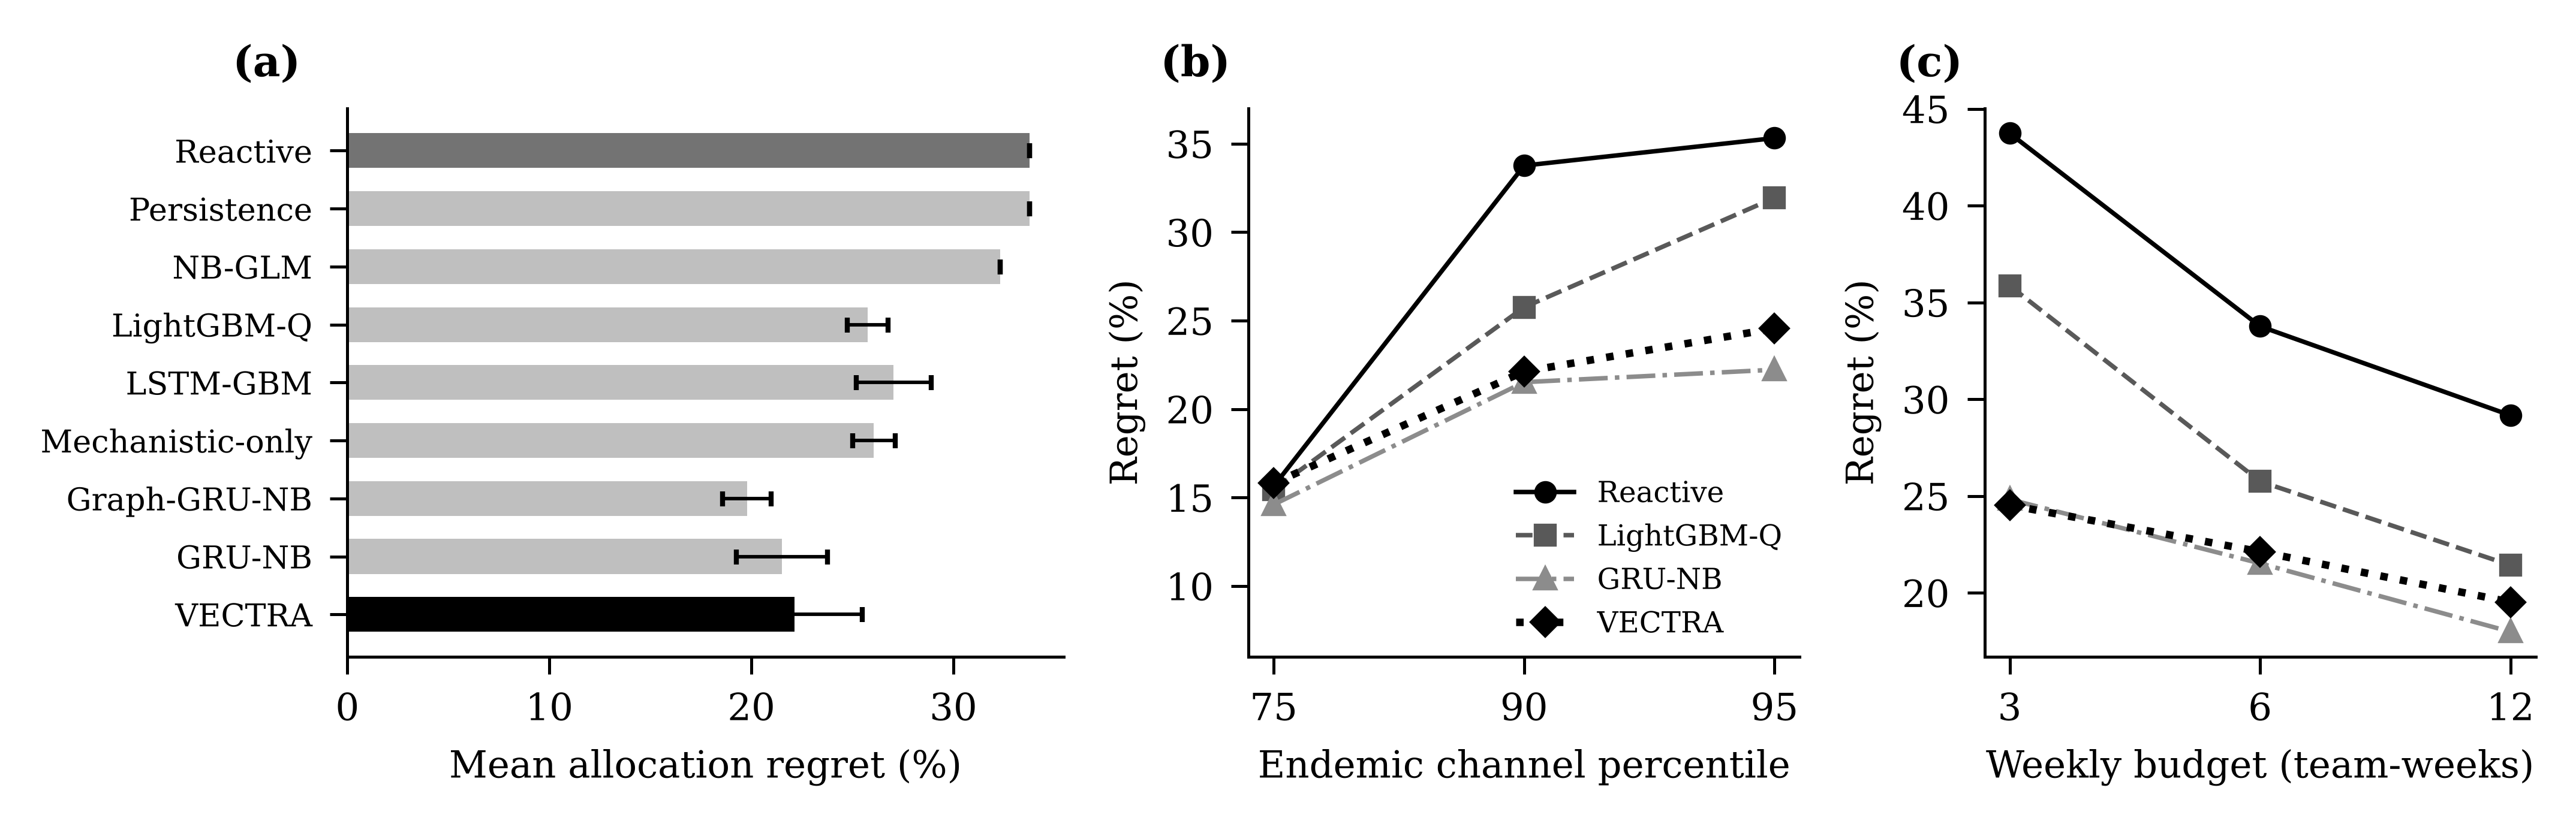 (a)
Reactive
Persistence
NB-GLM
LightGBM-Q
LSTM-GBM
Mechanistic-only
Graph-GRU-NB
GRU-NB
VECTRA
0 10 20 30
Mean allocation regret (%)
(b)
Regret (%)
35
30
25
20
15
10
Reactive
LightGBM-Q
GRU-NB
VECTRA
75 90 95
Endemic channel percentile
(c)
Regret (%)
45
40
35
30
25
20
3 6 12
Weekly budget (team-weeks)